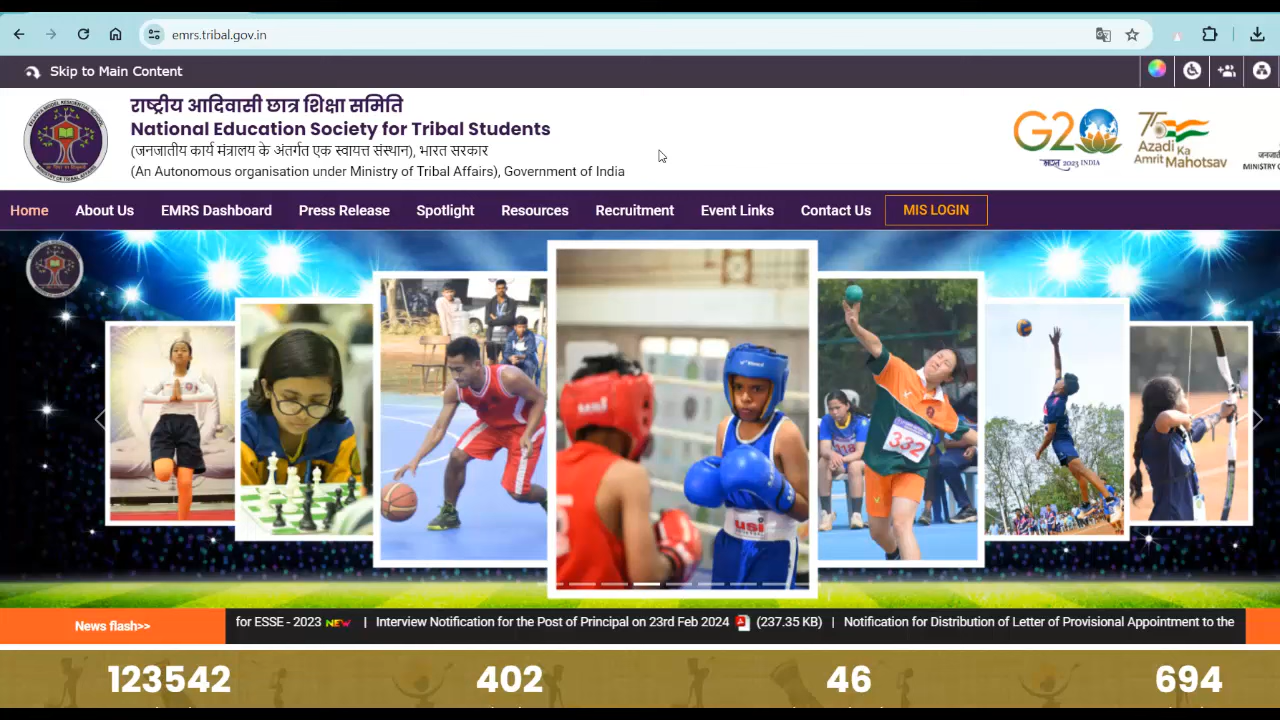 emrs.tribal.gov.in
Skip to Main Content
राष्ट्रीय आदिवासी छात्र शिक्षा समिति
National Education Society for Tribal Students
(जनजातीय कार्य मंत्रालय के अंतर्गत एक स्वायत्त संस्थान), भारत सरकार
(An Autonomous organisation under Ministry of Tribal Affairs), Government of India
G20
भारत 2023 INDIA
75
Azadi Ka
Amrit Mahotsav
MINISTRY
Home About Us EMRS Dashboard Press Release Spotlight Resources Recruitment Event Links Contact Us MIS LOGIN
332
usi
News flash>> for ESSE - 2023 NEW | Interview Notification for the Post of Principal on 23rd Feb 2024 (237.35 KB) | Notification for Distribution of Letter of Provisional Appointment to the
123542 402 46 694